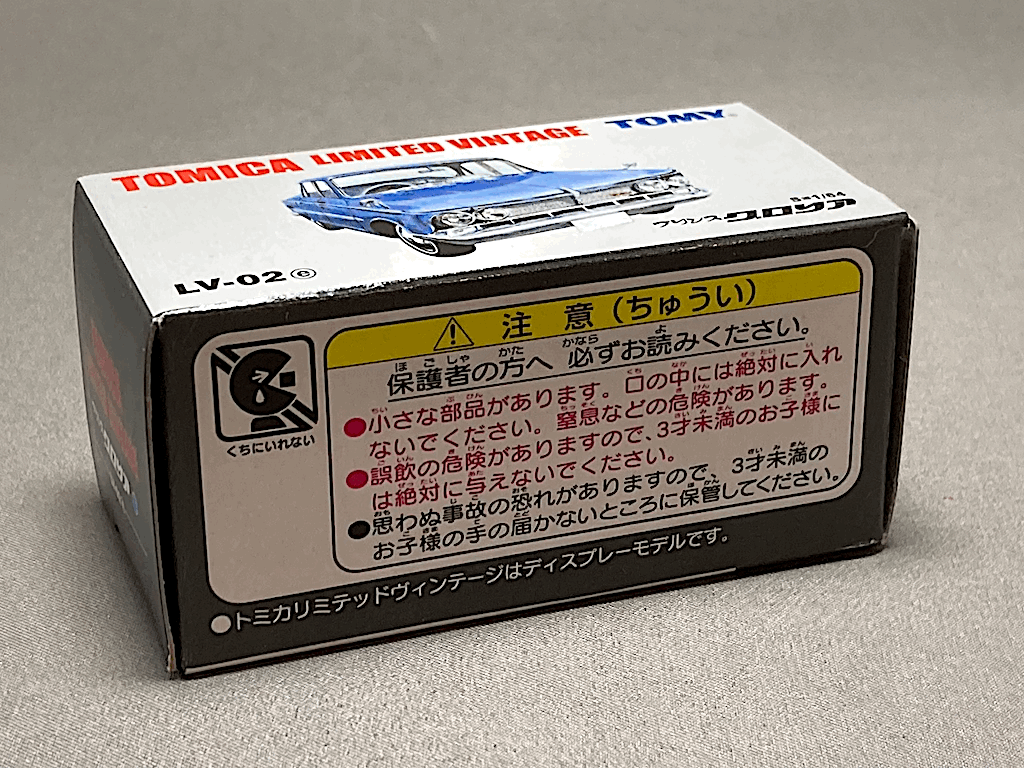 TOMICA LIMITED VINTAGE TOMY
S=1/64
プリンス グロリア
LV-02 e
注 意 (ちゅうい)
保護者の方へ 必ずお読みください。
●小さな部品があります。口の中には絶対に入れ
ないでください。窒息などの危険があります。
●誤飲の危険がありますので、3才未満のお子様に
は絶対に与えないでください。
●思わぬ事故の恐れがありますので、3才未満の
お子様の手の届かないところに保管してください。
くちにいれない
●トミカリミテッドヴィンテージはディスプレーモデルです。